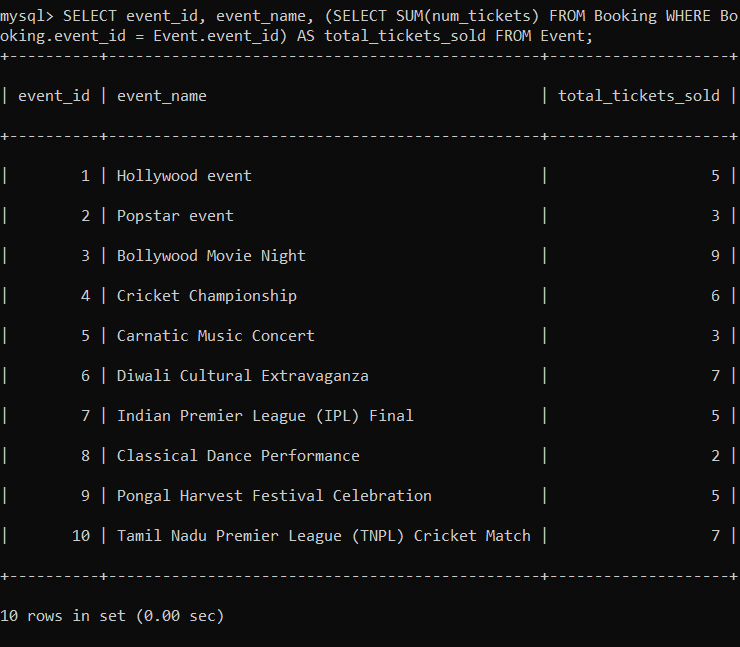 mysql> SELECT event_id, event_name, (SELECT SUM(num_tickets) FROM Booking WHERE Bo
oking.event_id = Event.event_id) AS total_tickets_sold FROM Event;
+----------+------------------------------------------------+--------------------+
| event_id | event_name                                     | total_tickets_sold |
+----------+------------------------------------------------+--------------------+
|        1 | Hollywood event                                |                  5 |
|        2 | Popstar event                                  |                  3 |
|        3 | Bollywood Movie Night                          |                  9 |
|        4 | Cricket Championship                           |                  6 |
|        5 | Carnatic Music Concert                         |                  3 |
|        6 | Diwali Cultural Extravaganza                   |                  7 |
|        7 | Indian Premier League (IPL) Final              |                  5 |
|        8 | Classical Dance Performance                    |                  2 |
|        9 | Pongal Harvest Festival Celebration            |                  5 |
|       10 | Tamil Nadu Premier League (TNPL) Cricket Match |                  7 |
+----------+------------------------------------------------+--------------------+
10 rows in set (0.00 sec)